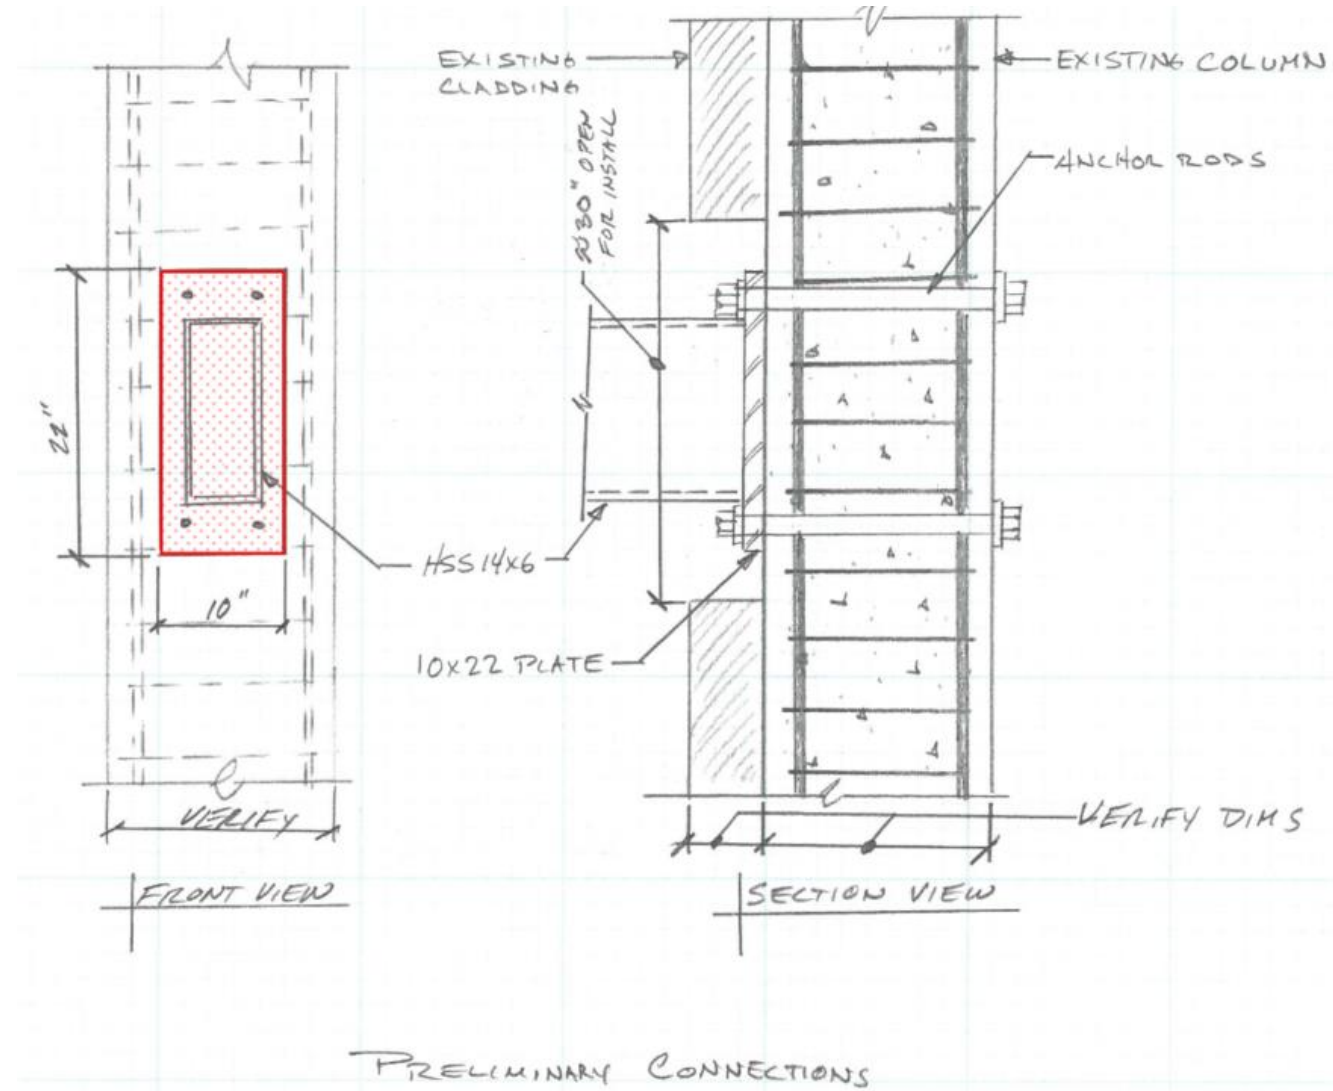 EXISTING
CLADDING
EXISTING COLUMN
≈30" OPEN
FOR INSTALL
ANCHOR RODS
22"
10"
HSS 14x6
10x22 PLATE
VERIFY
VERIFY DIMS
FRONT VIEW
SECTION VIEW
PRELIMINARY CONNECTIONS